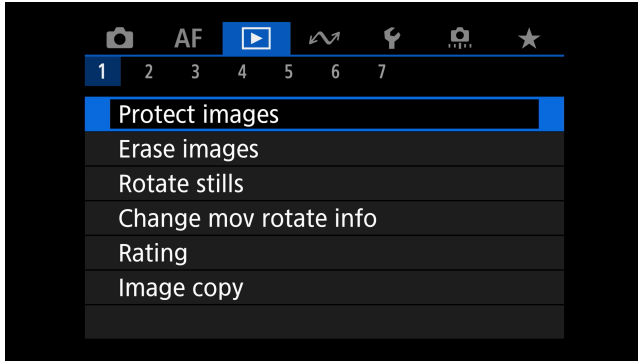 AF
1 2 3 4 5 6 7
Protect images
Erase images
Rotate stills
Change mov rotate info
Rating
Image copy